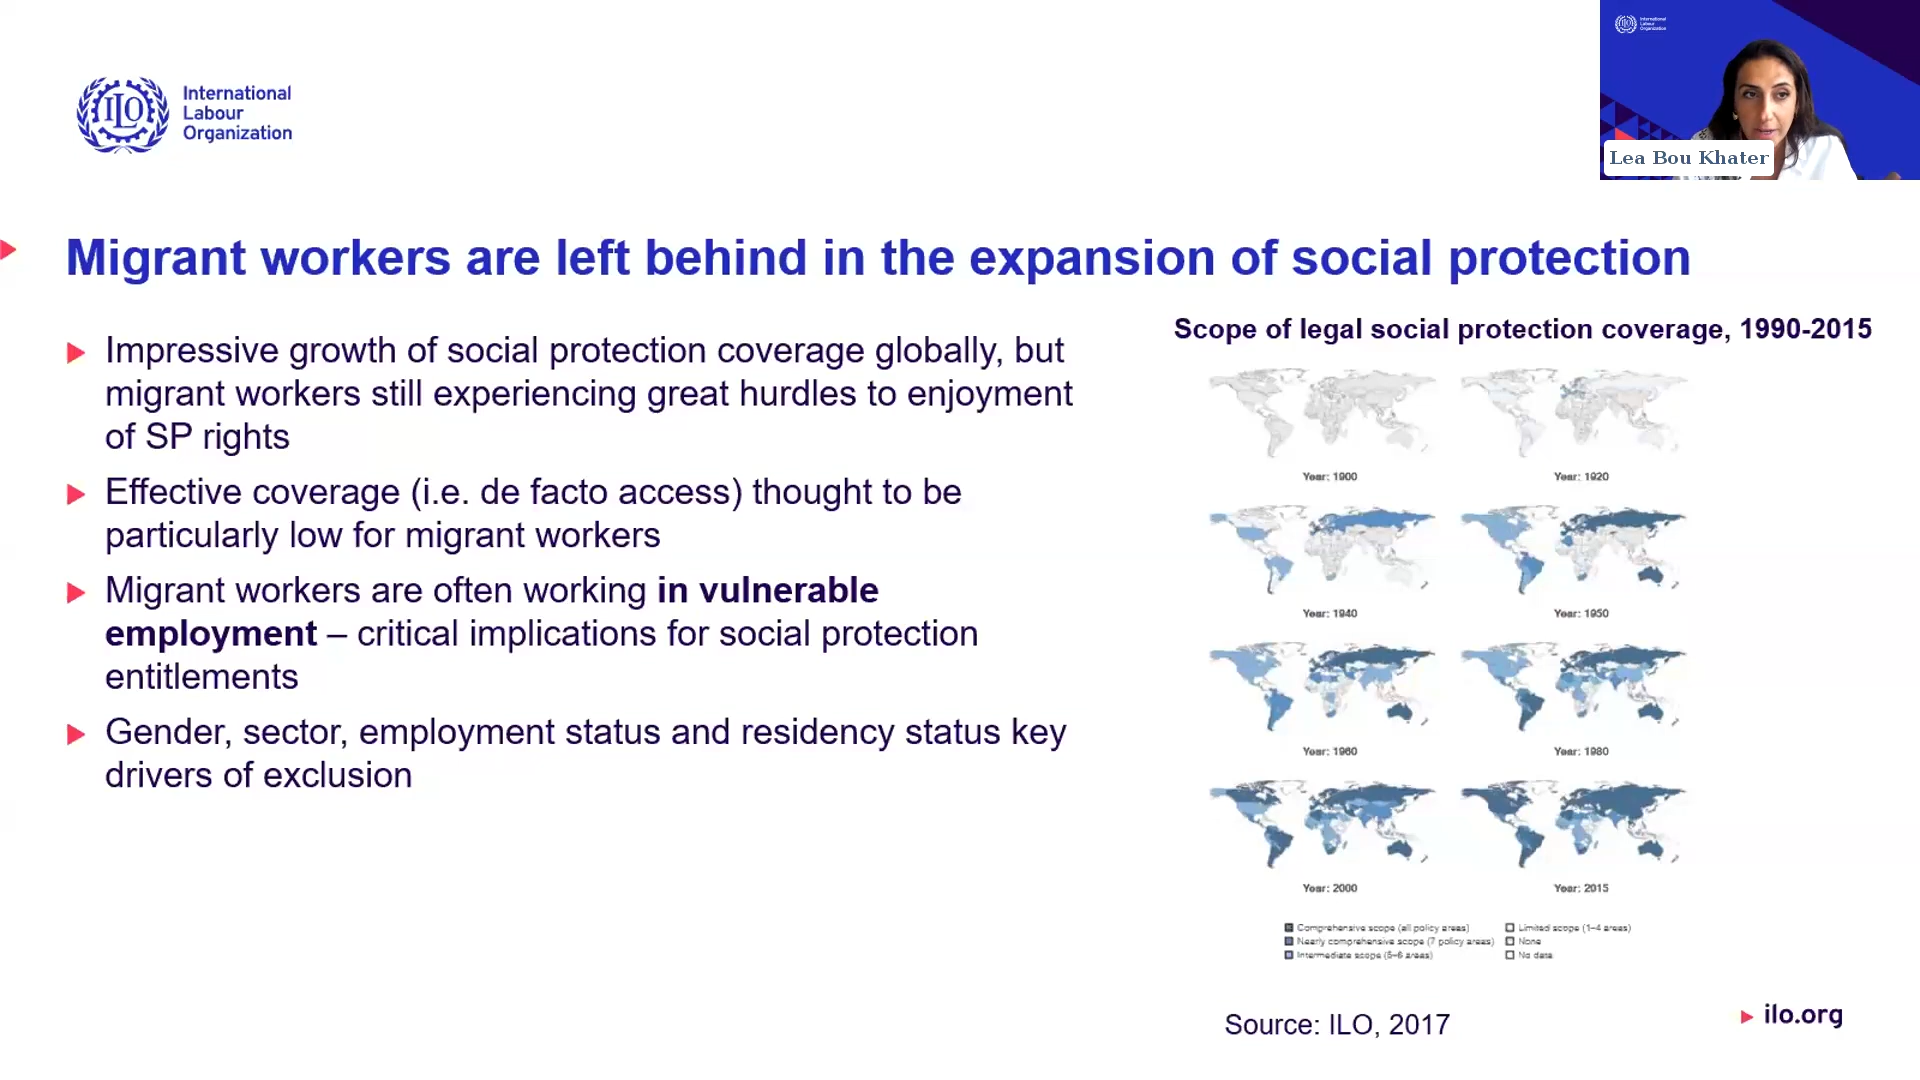 International
Labour
Organization
ILO
International
Labour
Organization
Lea Bou Khater
Migrant workers are left behind in the expansion of social protection
Impressive growth of social protection coverage globally, but
migrant workers still experiencing great hurdles to enjoyment
of SP rights
Effective coverage (i.e. de facto access) thought to be
particularly low for migrant workers
Migrant workers are often working in vulnerable
employment – critical implications for social protection
entitlements
Gender, sector, employment status and residency status key
drivers of exclusion
Scope of legal social protection coverage, 1990-2015
Year: 1900
Year: 1920
Year: 1940
Year: 1950
Year: 1960
Year: 1980
Year: 2000
Year: 2015
Comprehensive scope (all policy areas)
Nearly comprehensive scope (7 policy areas)
Intermediate scope (5–6 areas)
Limited scope (1–4 areas)
None
No data
Source: ILO, 2017
ilo.org